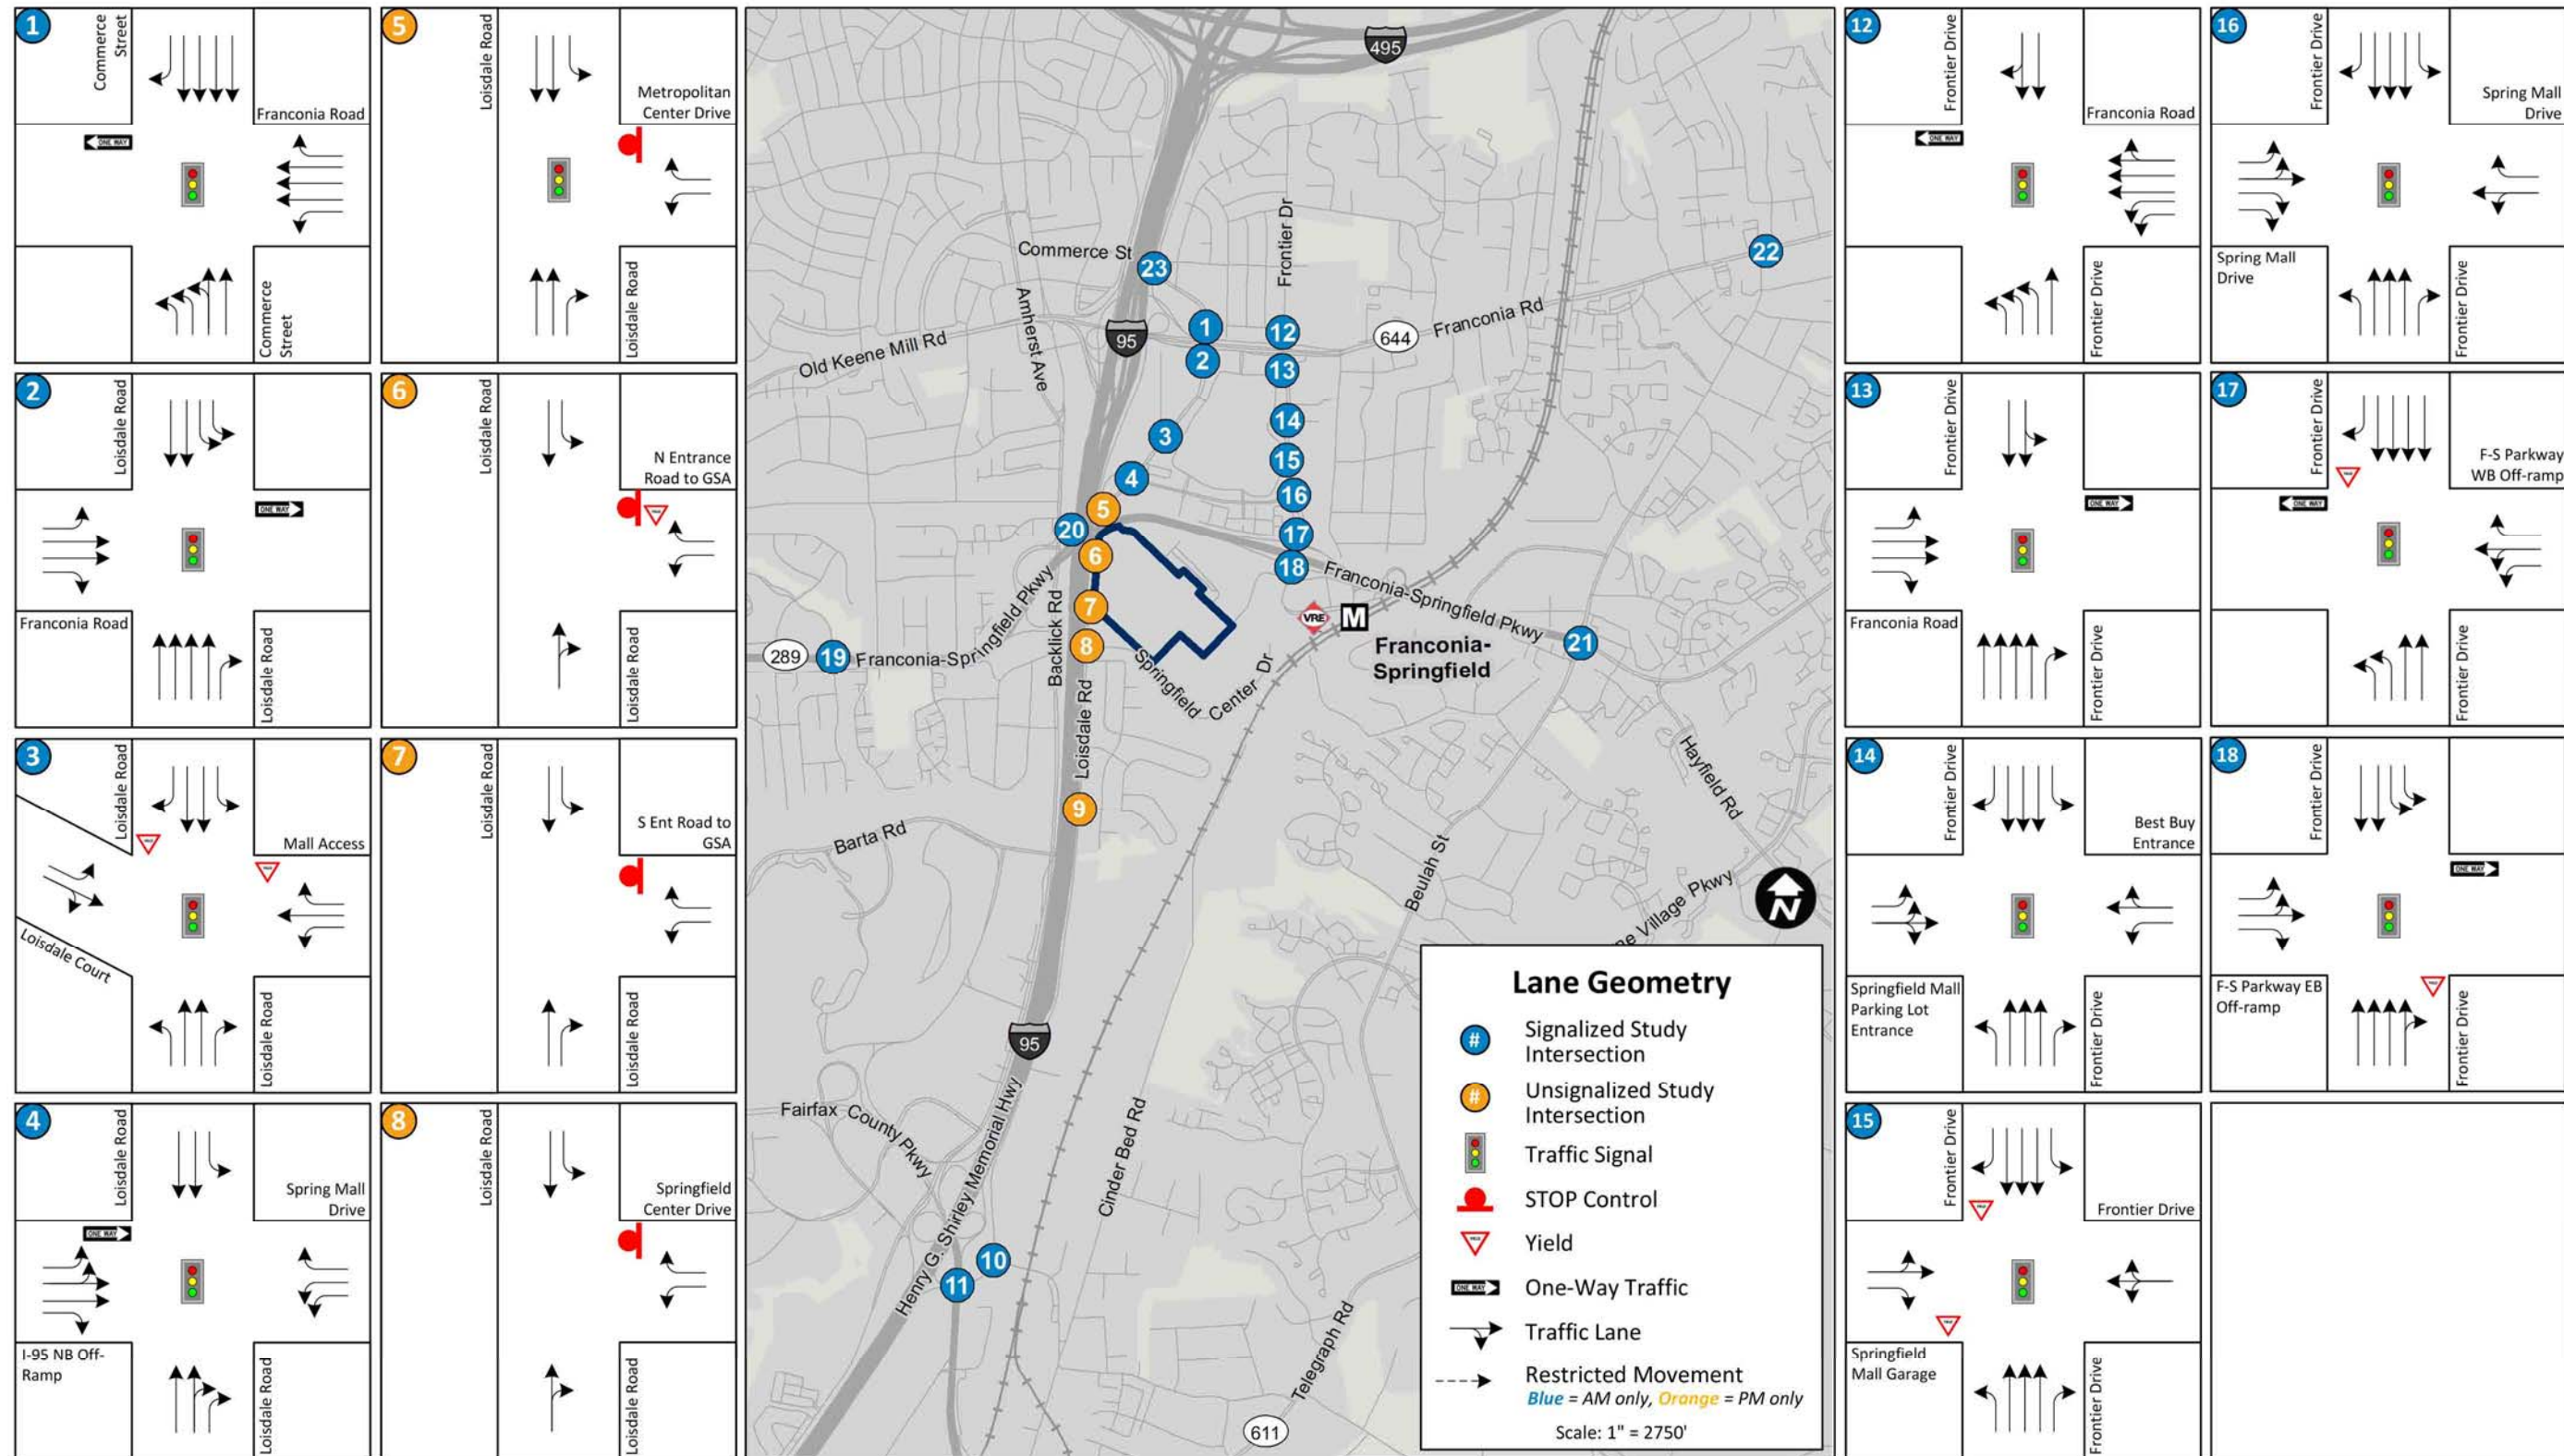 1
Commerce
Street
Franconia Road
ONE WAY
Commerce
Street
2
Loisdale Road
ONE WAY
Franconia Road
Loisdale Road
3
Loisdale Road
Mall Access
Loisdale Court
Loisdale Road
4
Loisdale Road
Spring Mall
Drive
ONE WAY
I-95 NB Off-
Ramp
Loisdale Road
5
Loisdale Road
Metropolitan
Center Drive
Loisdale Road
6
Loisdale Road
N Entrance
Road to GSA
Loisdale Road
7
Loisdale Road
S Ent Road to
GSA
Loisdale Road
8
Loisdale Road
Springfield
Center Drive
Loisdale Road
495
Frontier Dr
Commerce St
23
22
Amherst Ave
1
12
95
644
Franconia Rd
Old Keene Mill Rd
2
13
14
3
15
4
16
5
20
17
6
18
Franconia-Springfield Pkwy
Franconia-Springfield Pkwy
Backlick Rd
7
VRE
M
8
21
289
19
Franconia-
Springfield
Springfield Center Dr
Loisdale Rd
Hayfield Rd
9
Barta Rd
Beulah St
ne Village Pkwy
N
95
Henry G. Shirley Memorial Hwy
Fairfax County Pkwy
Cinder Bed Rd
10
11
Telegraph Rd
611
Lane Geometry
#
Signalized Study
Intersection
#
Unsignalized Study
Intersection
Traffic Signal
STOP Control
Yield
ONE WAY
One-Way Traffic
Traffic Lane
Restricted Movement
Blue = AM only, Orange = PM only
Scale: 1" = 2750'
12
Frontier Drive
Franconia Road
ONE WAY
Frontier Drive
13
Frontier Drive
ONE WAY
Franconia Road
Frontier Drive
14
Frontier Drive
Best Buy
Entrance
Springfield Mall
Parking Lot
Entrance
Frontier Drive
15
Frontier Drive
Frontier Drive
Springfield
Mall Garage
Frontier Drive
16
Frontier Drive
Spring Mall
Drive
Spring Mall
Drive
Frontier Drive
17
Frontier Drive
F-S Parkway
WB Off-ramp
ONE WAY
Frontier Drive
18
Frontier Drive
ONE WAY
F-S Parkway EB
Off-ramp
Frontier Drive